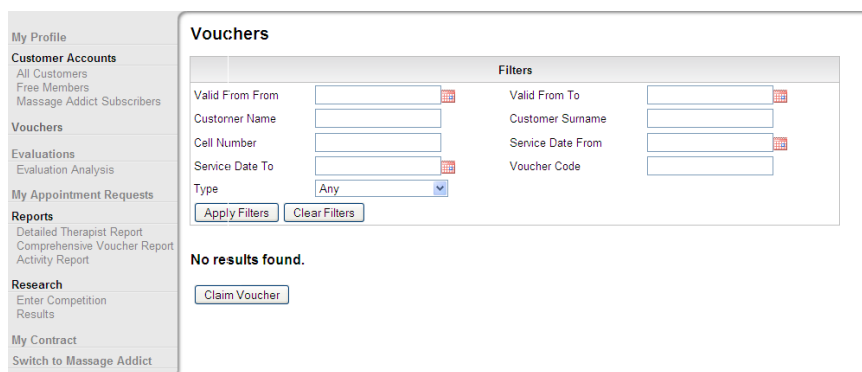 My Profile
Customer Accounts
All Customers
Free Members
Massage Addict Subscribers
Vouchers
Evaluations
Evaluation Analysis
My Appointment Requests
Reports
Detailed Therapist Report
Comprehensive Voucher Report
Activity Report
Research
Enter Competition
Results
My Contract
Switch to Massage Addict
Vouchers
Filters
Valid From From Valid From To
Customer Name Customer Surname
Cell Number Service Date From
Service Date To Voucher Code
Type Any
Apply Filters Clear Filters
No results found.
Claim Voucher